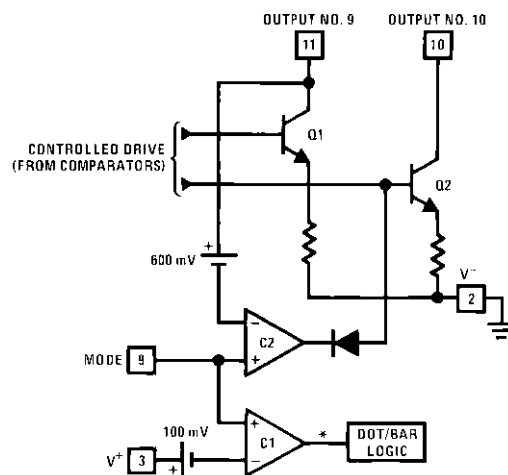 OUTPUT NO. 9
OUTPUT NO. 10
11
10
Q1
CONTROLLED DRIVE
(FROM COMPARATORS)
Q2
+
600 mV
V⁻
2
−
C2
+
MODE
9
+
100 mV
C1
*
DOT/BAR
LOGIC
−
V⁺
3
+